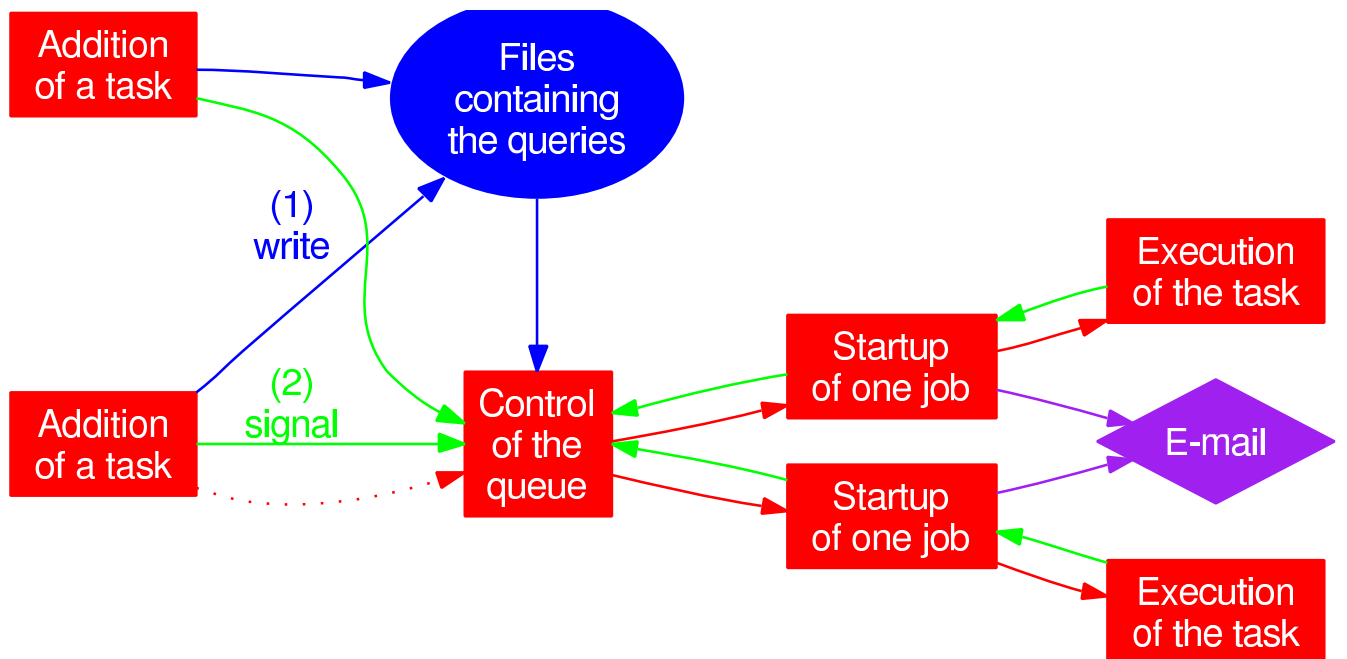 Addition
of a task
Files
containing
the queries
(1)
write
Addition
of a task
(2)
signal
Control
of the
queue
Startup
of one job
Startup
of one job
Execution
of the task
E-mail
Execution
of the task